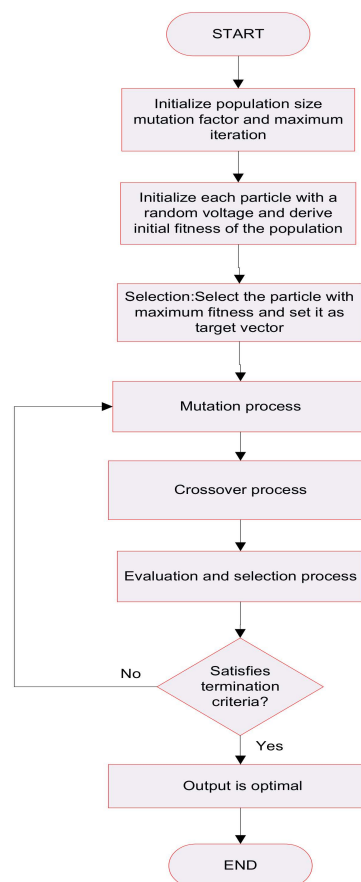 START
Initialize population size
mutation factor and maximum
iteration
Initialize each particle with a
random voltage and derive
initial fitness of the population
Selection:Select the particle with
maximum fitness and set it as
target vector
Mutation process
Crossover process
Evaluation and selection process
Satisfies
termination
criteria?
No
Yes
Output is optimal
END